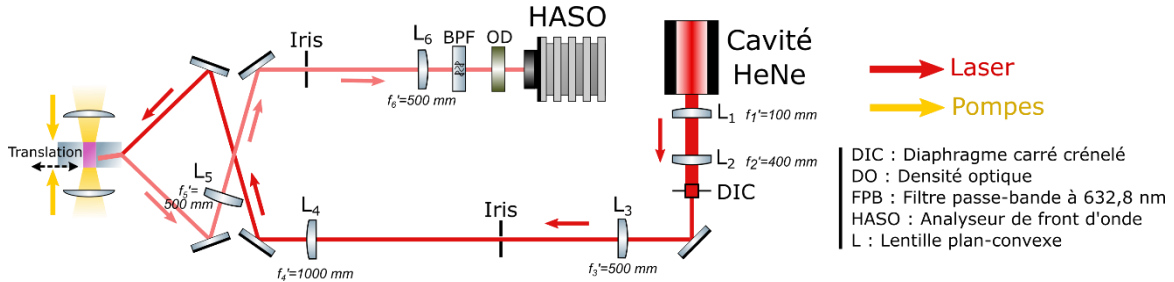 HASO
L6 BPF OD
Iris
f6'=500 mm
Cavité
HeNe
L1 f1'=100 mm
L2 f2'=400 mm
DIC
Laser
Pompes
Translation
L5
f5'=
500 mm
L4
f4'=1000 mm
Iris
L3
f3'=500 mm
DIC : Diaphragme carré crénelé
DO : Densité optique
FPB : Filtre passe-bande à 632,8 nm
HASO : Analyseur de front d'onde
L : Lentille plan-convexe